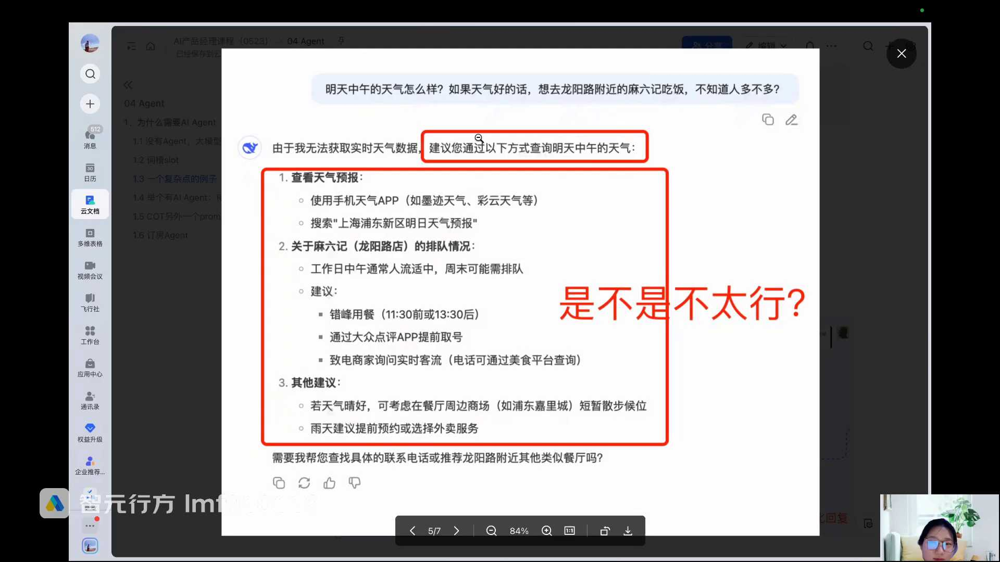 AI产品经理课程（0523） 04 Agent
已经保存到云
分享
编辑
512
消息
30
日历
云文档
多维表格
视频会议
飞行社
工作台
应用中心
通讯录
权益升级
企业推荐...
04 Agent
1、为什么需要AI Agent
1.1 没有Agent，大模型
1.2 词槽slot
1.3 一个复杂点的例子
1.4 举个有AI Agent：
1.5 COT另外一个prom
1.6 订房Agent
明天中午的天气怎么样？如果天气好的话，想去龙阳路附近的麻六记吃饭，不知道人多不多？
由于我无法获取实时天气数据，建议您通过以下方式查询明天中午的天气：
1. 查看天气预报：
使用手机天气APP（如墨迹天气、彩云天气等）
搜索"上海浦东新区明日天气预报"
2. 关于麻六记（龙阳路店）的排队情况：
工作日中午通常人流适中，周末可能需排队
建议：
错峰用餐（11:30前或13:30后）
通过大众点评APP提前取号
致电商家询问实时客流（电话可通过美食平台查询）
3. 其他建议：
若天气晴好，可考虑在餐厅周边商场（如浦东嘉里城）短暂散步候位
雨天建议提前预约或选择外卖服务
是不是不太行？
需要我帮您查找具体的联系电话或推荐龙阳路附近其他类似餐厅吗？
智元行方 lmf
回复
5/7
84%
1:1